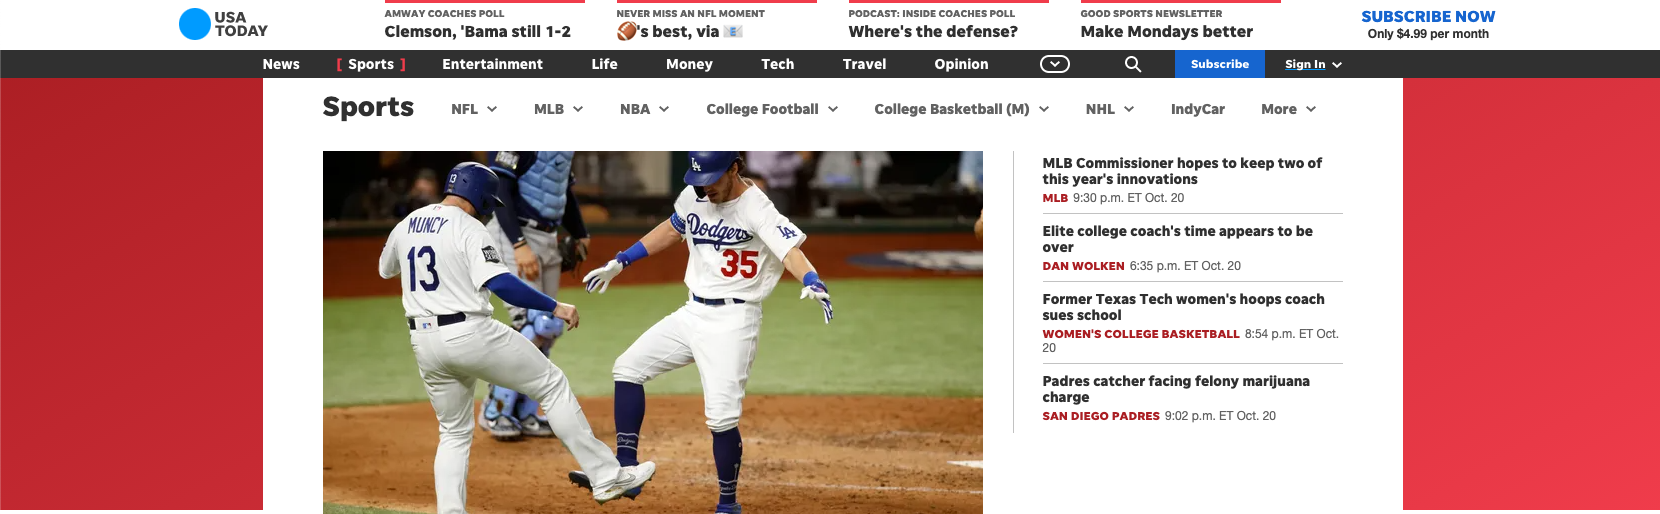 USA
TODAY
AMWAY COACHES POLL
Clemson, 'Bama still 1-2
NEVER MISS AN NFL MOMENT
🏈's best, via 📧
PODCAST: INSIDE COACHES POLL
Where's the defense?
GOOD SPORTS NEWSLETTER
Make Mondays better
SUBSCRIBE NOW
Only $4.99 per month
News
[ Sports ]
Entertainment
Life
Money
Tech
Travel
Opinion
Subscribe
Sign In
Sports
NFL
MLB
NBA
College Football
College Basketball (M)
NHL
IndyCar
More
MUNCY
13
13
LA
Dodgers
35
LA
MLB Commissioner hopes to keep two of
this year's innovations
MLB 9:30 p.m. ET Oct. 20
Elite college coach's time appears to be
over
DAN WOLKEN 6:35 p.m. ET Oct. 20
Former Texas Tech women's hoops coach
sues school
WOMEN'S COLLEGE BASKETBALL 8:54 p.m. ET Oct.
20
Padres catcher facing felony marijuana
charge
SAN DIEGO PADRES 9:02 p.m. ET Oct. 20